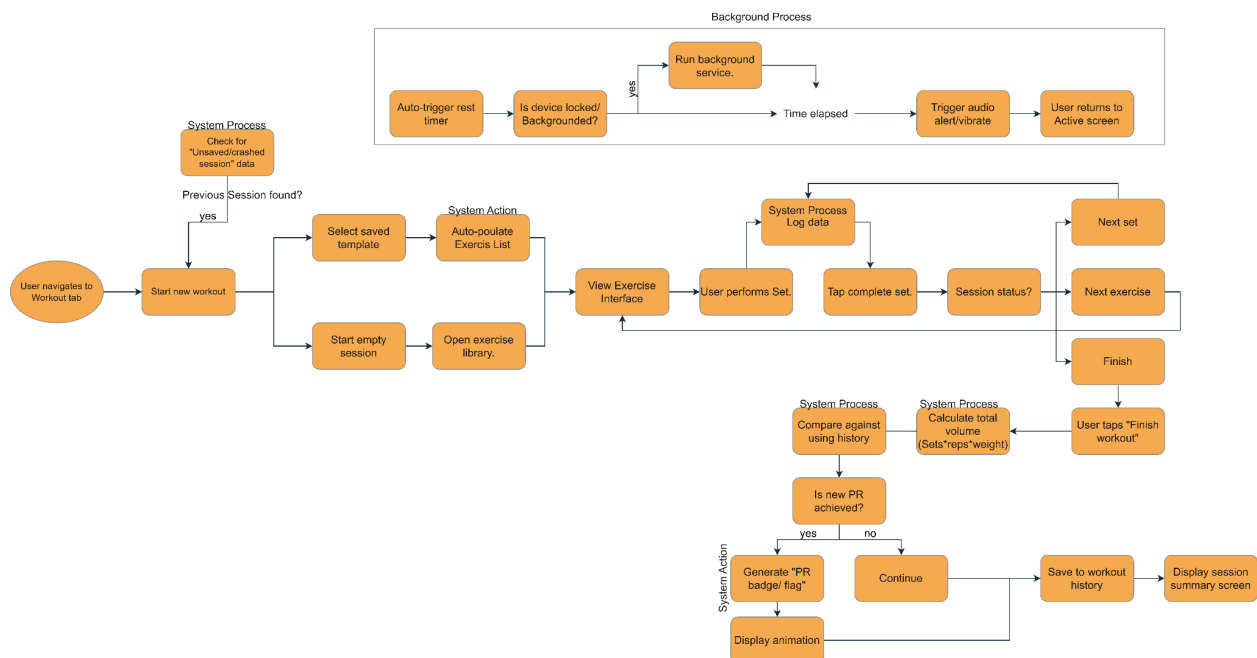 Background Process
Run background
service.
yes
Auto-trigger rest
timer
Is device locked/
Backgrounded?
Time elapsed
Trigger audio
alert/vibrate
User returns to
Active screen
System Process
Check for
"Unsaved/crashed
session" data
Previous Session found?
yes
User navigates to
Workout tab
Start new workout
Select saved
template
System Action
Auto-poulate
Exercis List
Start empty
session
Open exercise
library.
View Exercise
Interface
User performs Set.
System Process
Log data
Tap complete set.
Session status?
Next set
Next exercise
Finish
User taps "Finish
workout"
System Process
Calculate total
volume
(Sets*reps*weight)
System Process
Compare against
using history
Is new PR
achieved?
yes
no
System Action
Generate "PR
badge/ flag"
Display animation
Continue
Save to workout
history
Display session
summary screen